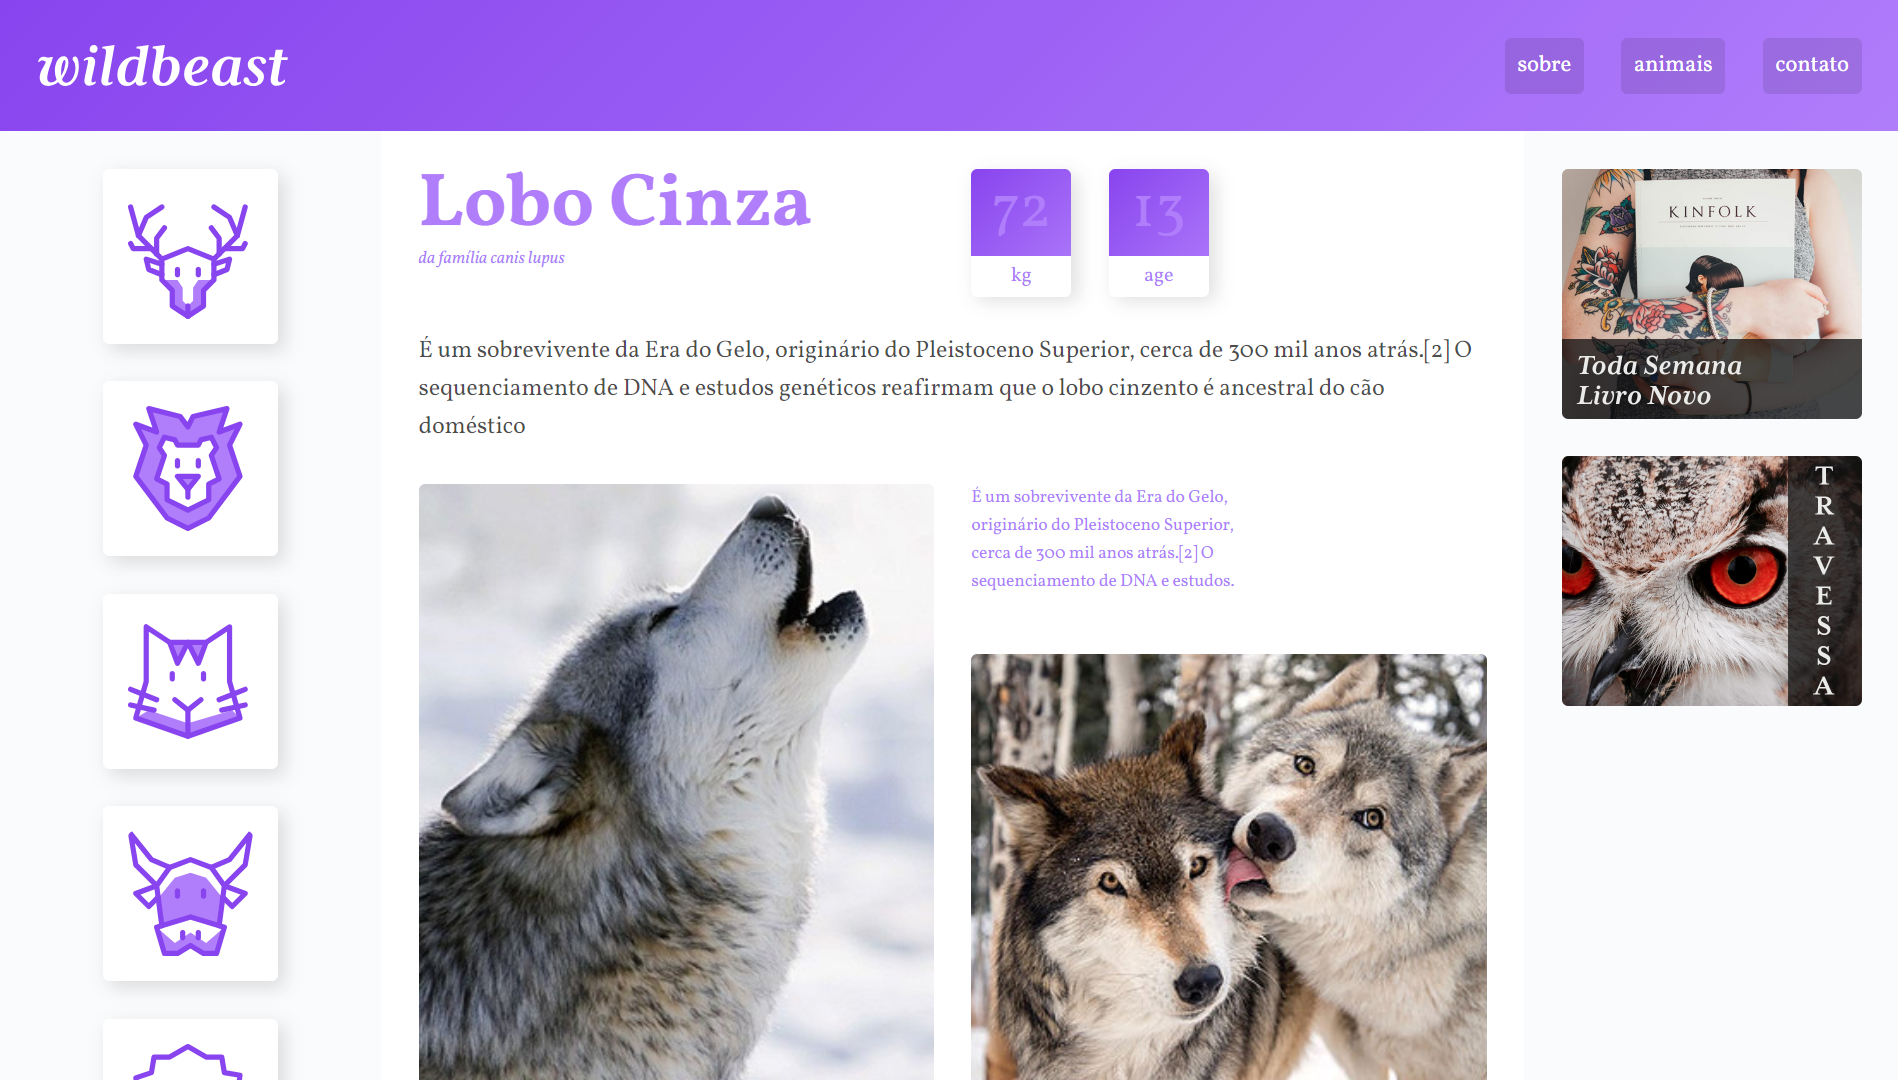 wildbeast
sobre
animais
contato
Lobo Cinza
da família canis lupus
72
kg
13
age
É um sobrevivente da Era do Gelo, originário do Pleistoceno Superior, cerca de 300 mil anos atrás.[2] O
sequenciamento de DNA e estudos genéticos reafirmam que o lobo cinzento é ancestral do cão
doméstico
É um sobrevivente da Era do Gelo,
originário do Pleistoceno Superior,
cerca de 300 mil anos atrás.[2] O
sequenciamento de DNA e estudos.
KINFOLK
Toda Semana
Livro Novo
TRAVESSA